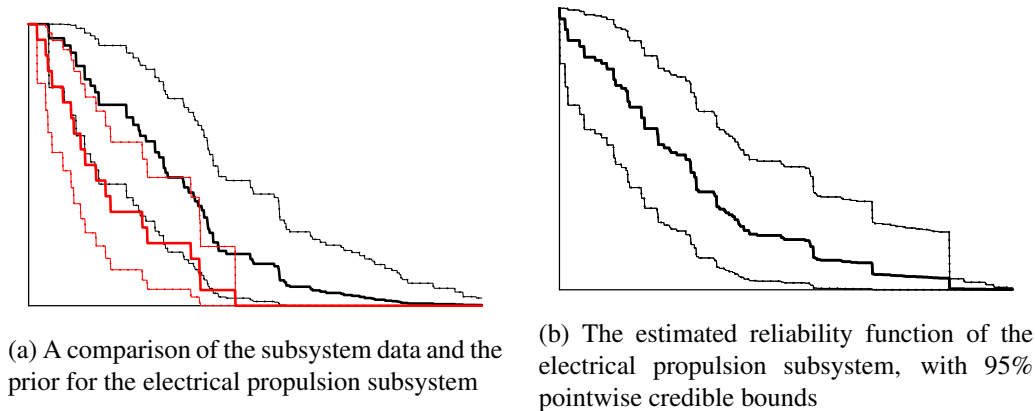 (a) A comparison of the subsystem data and the
prior for the electrical propulsion subsystem
(b) The estimated reliability function of the
electrical propulsion subsystem, with 95%
pointwise credible bounds